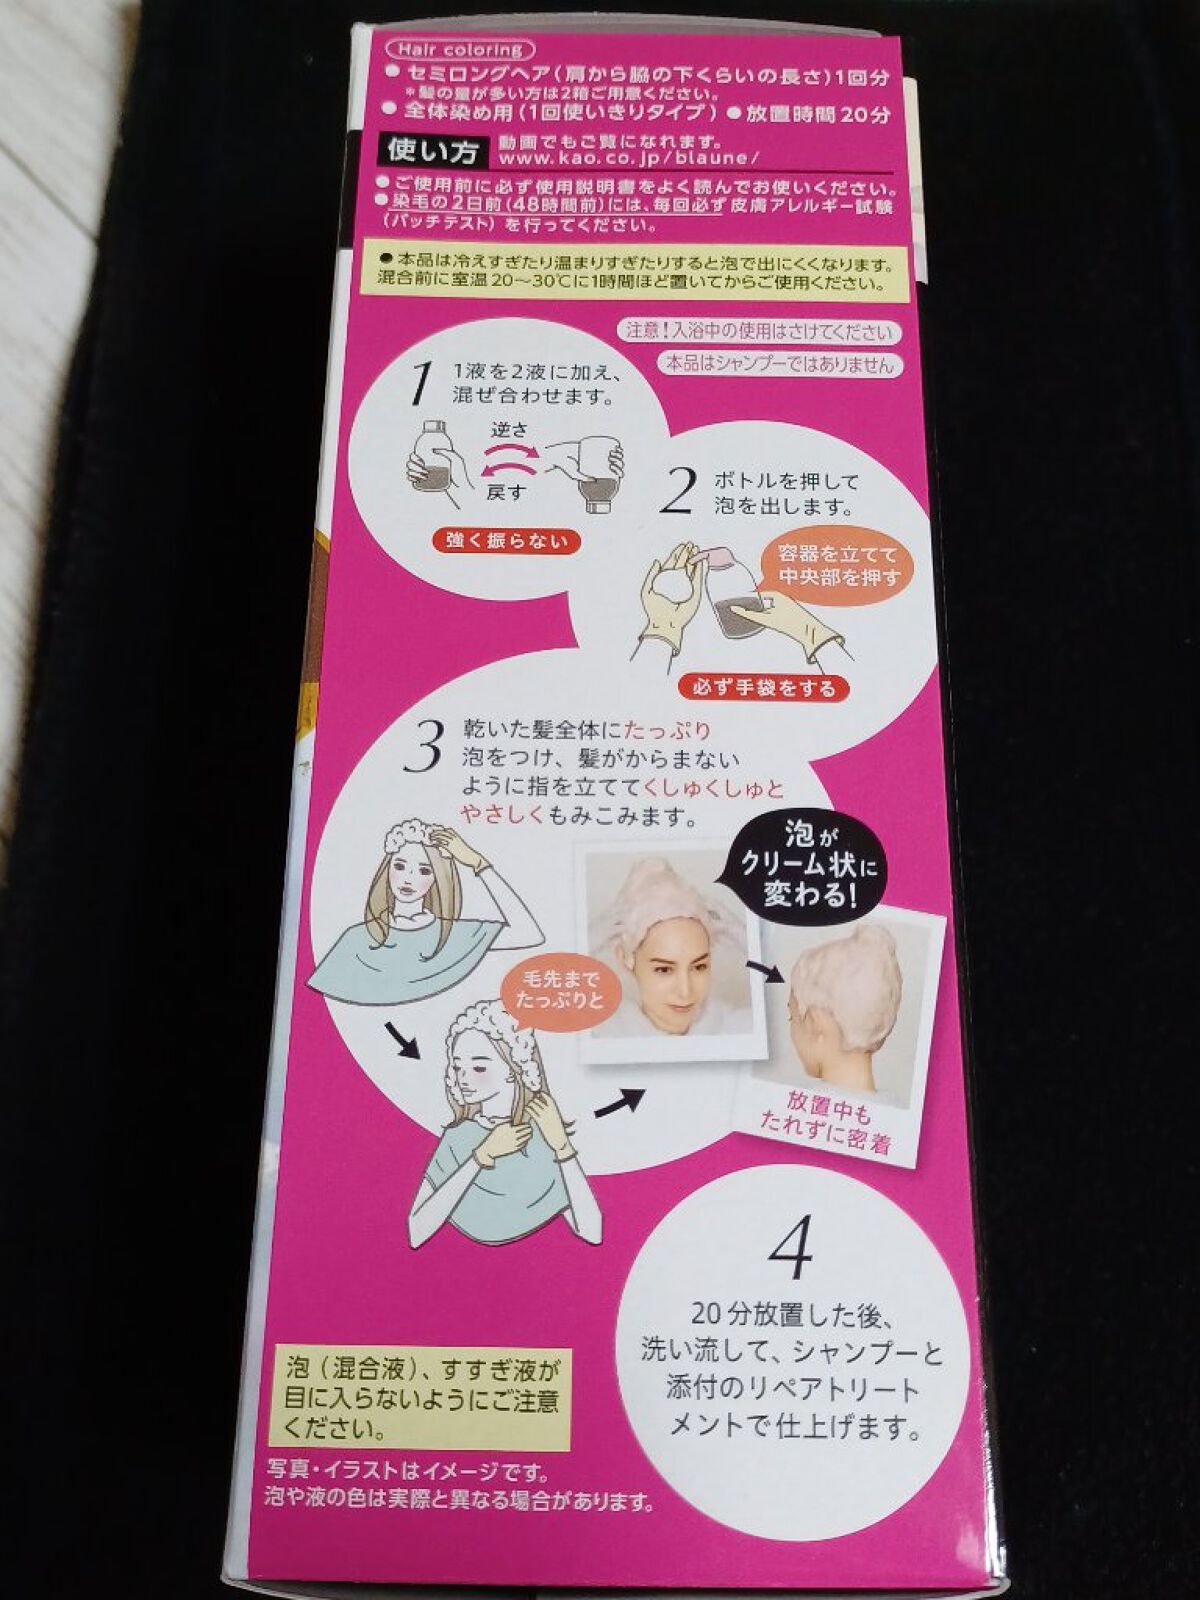 Hair coloring
● セミロングヘア(肩から脇の下くらいの長さ)1回分
＊髪の量が多い方は2箱ご用意ください。
● 全体染め用(1回使いきりタイプ) ● 放置時間20分
使い方
動画でもご覧になれます。
www.kao.co.jp/blaune/
●ご使用前に必ず使用説明書をよく読んでお使いください。
●染毛の2日前(48時間前)には、毎回必ず皮膚アレルギー試験
(パッチテスト) を行ってください。
●本品は冷えすぎたり温まりすぎたりすると泡で出にくくなります。
混合前に室温20〜30℃に1時間ほど置いてからご使用ください。
注意！入浴中の使用はさけてください
本品はシャンプーではありません
1
1液を2液に加え、
混ぜ合わせます。
逆さ
戻す
強く振らない
2
ボトルを押して
泡を出します。
容器を立てて
中央部を押す
必ず手袋をする
3
乾いた髪全体にたっぷり
泡をつけ、髪がからまない
ように指を立ててくしゅくしゅと
やさしくもみこみます。
泡が
クリーム状に
変わる！
毛先まで
たっぷりと
放置中も
たれずに密着
4
20分放置した後、
洗い流して、シャンプーと
添付のリペアトリート
メントで仕上げます。
泡（混合液）、すすぎ液が
目に入らないようにご注意
ください。
写真・イラストはイメージです。
泡や液の色は実際と異なる場合があります。